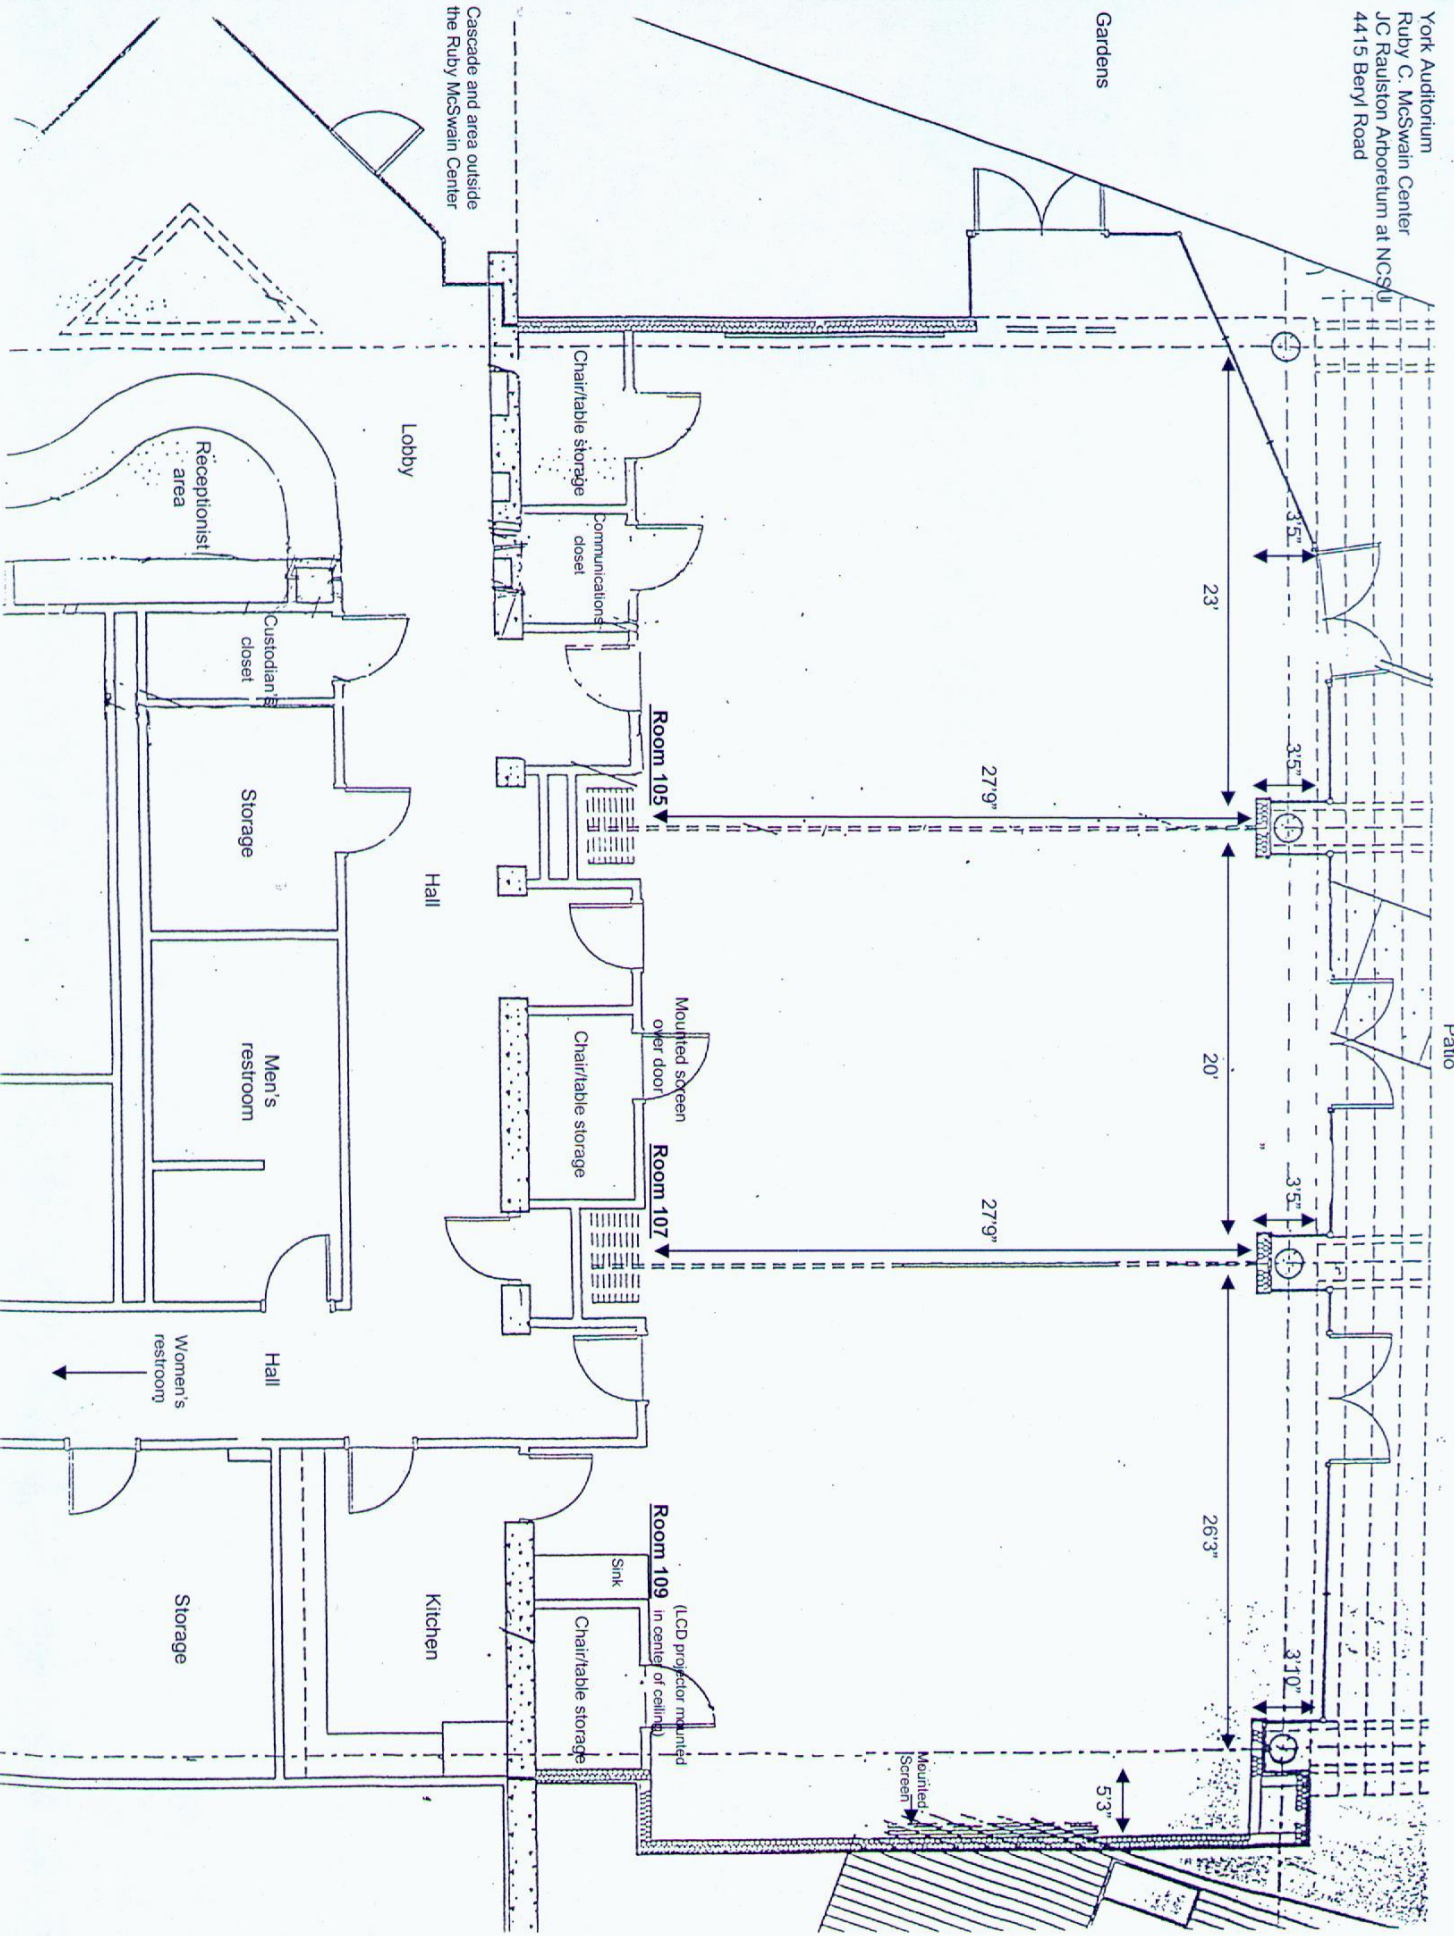 York Auditorium
Ruby C. McSwain Center
JC Raulston Arboretum at NCSU
4415 Beryl Road
Patio
Gardens
3'5"
3'5"
"
3'5"
3'10"
23'
20'
26'3"
5'3"
27'9"
27'9"
Mounted
Screen
Mounted screen
over door
(LCD projector mounted
in center of ceiling)
Room 105
Room 107
Room 109
Sink
Chair/table storage
Communications
closet
Chair/table storage
Chair/table storage
Cascade and area outside
the Ruby McSwain Center
Lobby
Hall
Kitchen
Receptionist
area
Custodian's
closet
Storage
Men's
restroom
Hall
Women's
restroom
Storage